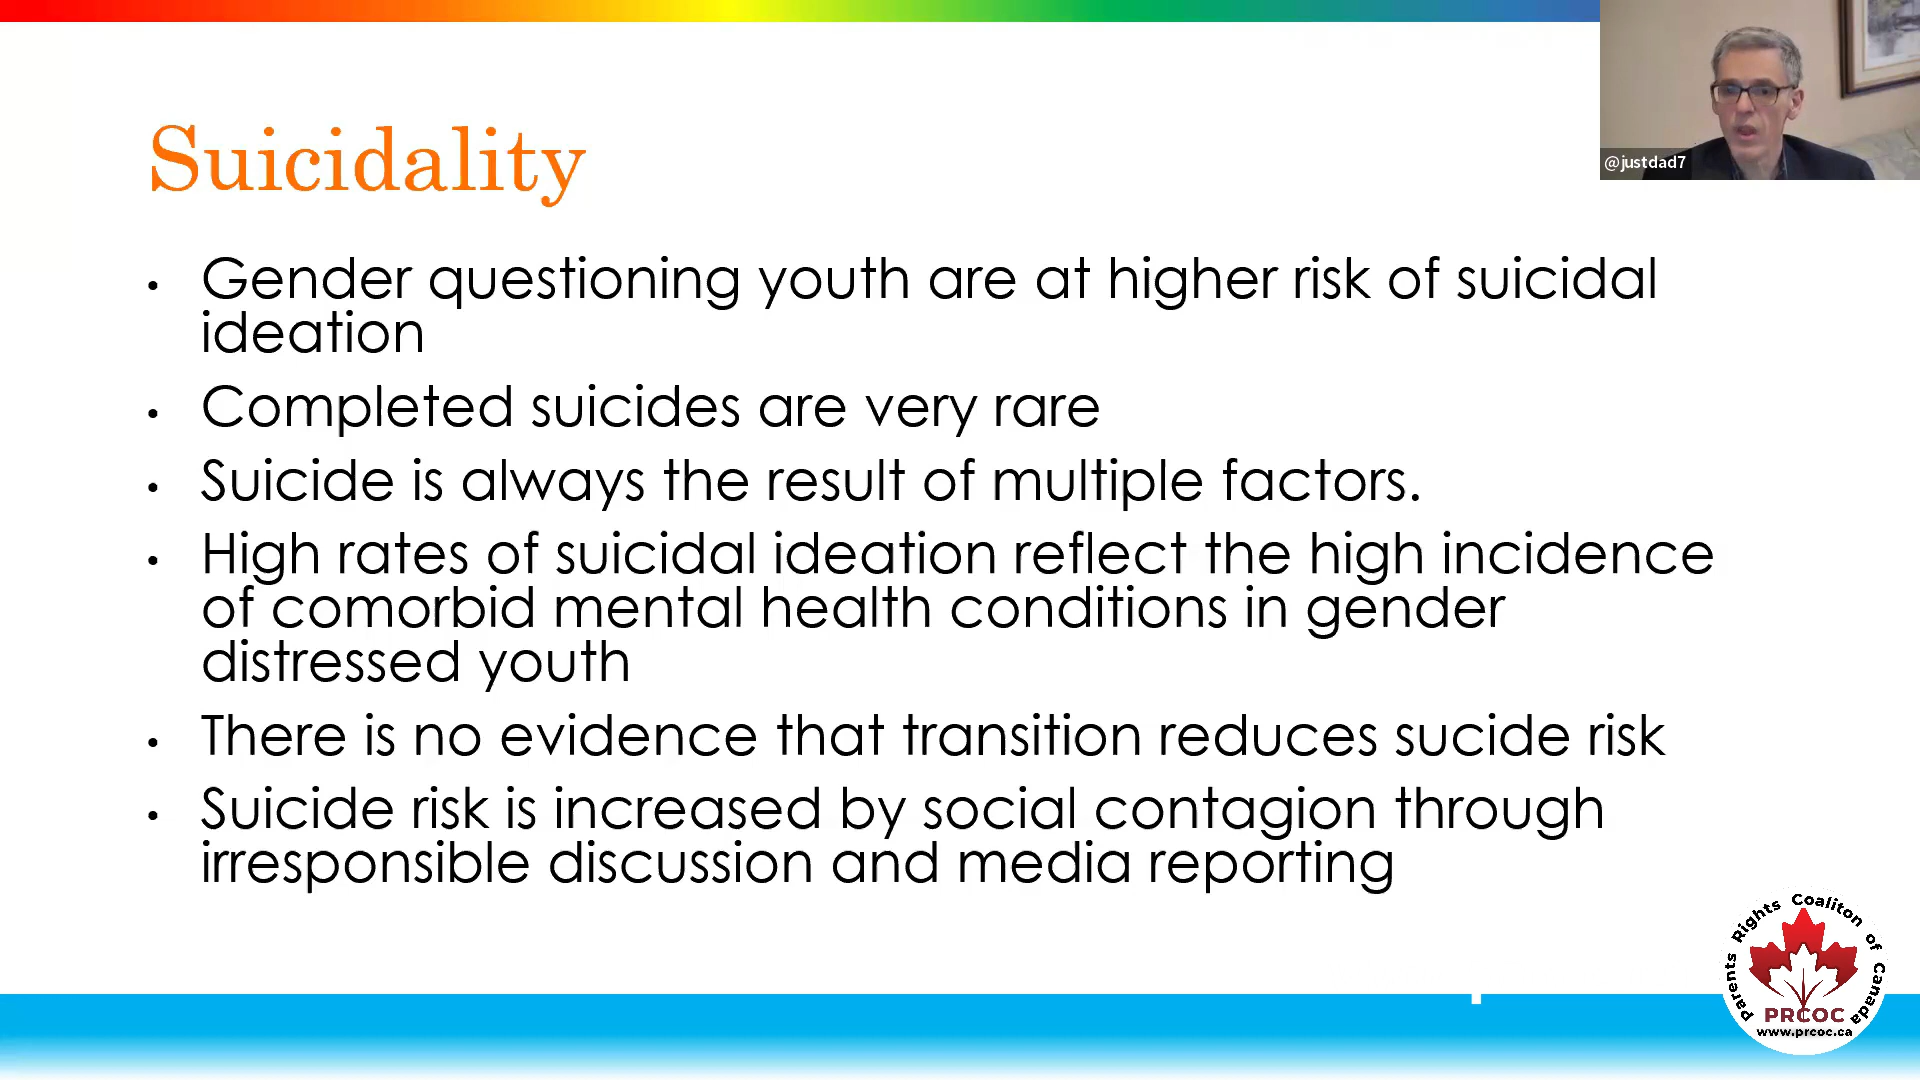 @justdad7
Suicidality
• Gender questioning youth are at higher risk of suicidal
ideation
• Completed suicides are very rare
• Suicide is always the result of multiple factors.
• High rates of suicidal ideation reflect the high incidence
of comorbid mental health conditions in gender
distressed youth
• There is no evidence that transition reduces sucide risk
• Suicide risk is increased by social contagion through
irresponsible discussion and media reporting
Parents Rights Coaliton of Canada
PRCOC
www.prcoc.ca